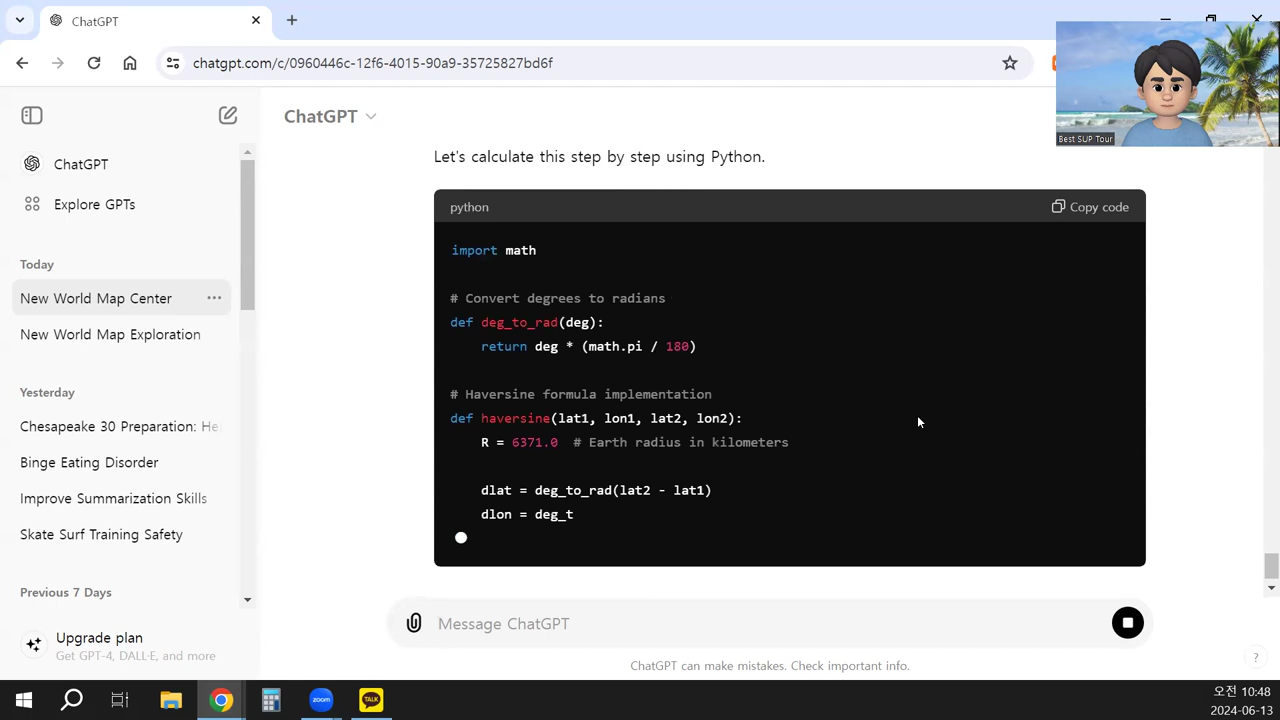 ChatGPT
chatgpt.com/c/0960446c-12f6-4015-90a9-35725827bd6f
Best SUP Tour
ChatGPT
ChatGPT
Explore GPTs
Today
New World Map Center
New World Map Exploration
Yesterday
Chesapeake 30 Preparation: He
Binge Eating Disorder
Improve Summarization Skills
Skate Surf Training Safety
Previous 7 Days
Upgrade plan
Get GPT-4, DALL·E, and more
Let's calculate this step by step using Python.
python
Copy code
import math
# Convert degrees to radians
def deg_to_rad(deg):
return deg * (math.pi / 180)
# Haversine formula implementation
def haversine(lat1, lon1, lat2, lon2):
R = 6371.0  # Earth radius in kilometers
dlat = deg_to_rad(lat2 - lat1)
dlon = deg_t
Message ChatGPT
ChatGPT can make mistakes. Check important info.
?
zoom
TALK
오전 10:48
2024-06-13